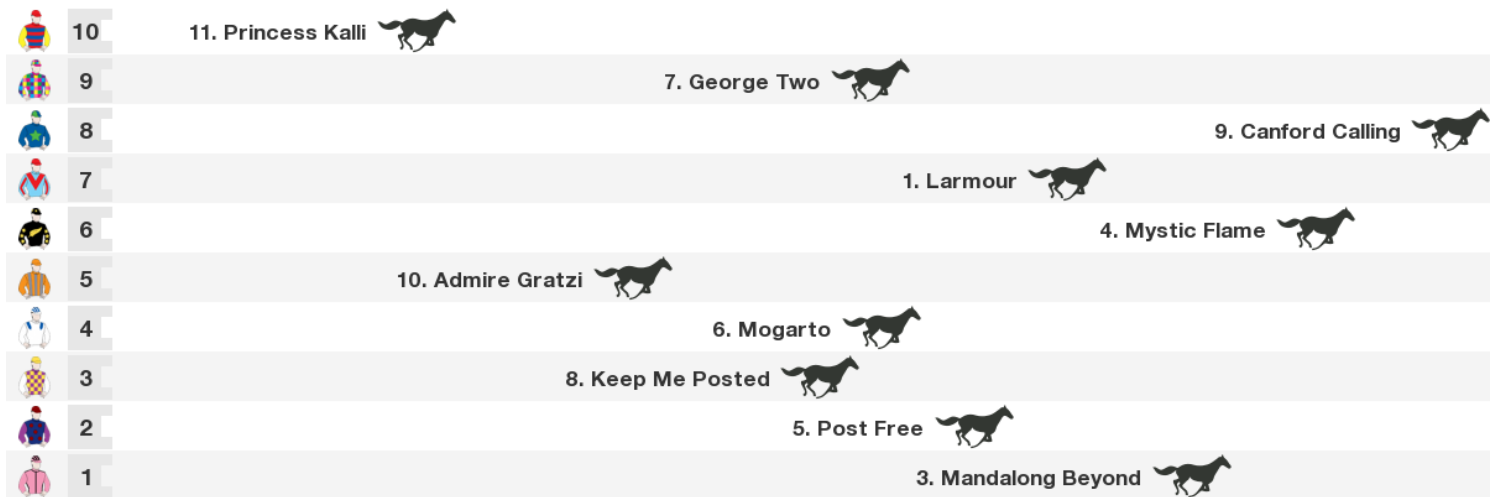 10 11. Princess Kalli
9 7. George Two
8 9. Canford Calling
7 1. Larmour
6 4. Mystic Flame
5 10. Admire Gratzi
4 6. Mogarto
3 8. Keep Me Posted
2 5. Post Free
1 3. Mandalong Beyond